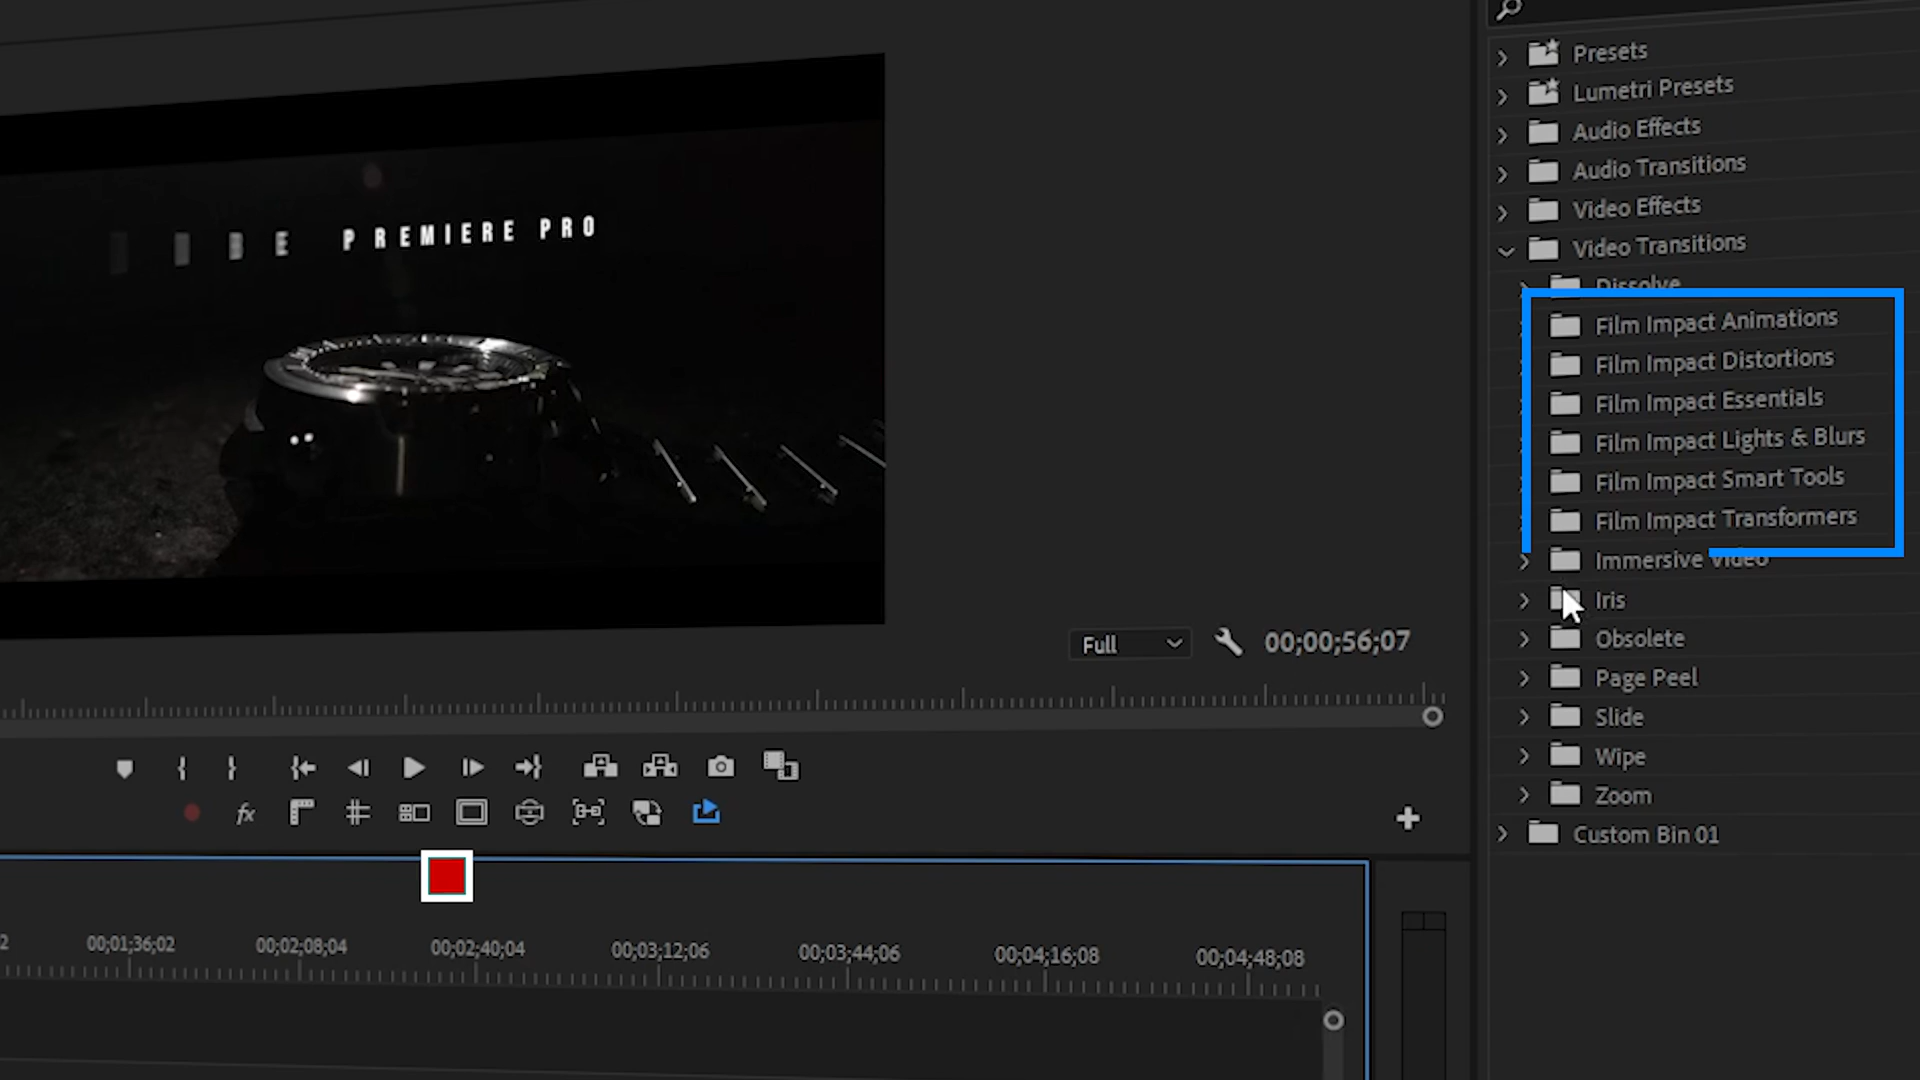 Presets
Lumetri Presets
Audio Effects
Audio Transitions
Video Effects
Video Transitions
Dissolve
Film Impact Animations
Film Impact Distortions
Film Impact Essentials
Film Impact Lights & Blurs
Film Impact Smart Tools
Film Impact Transformers
Immersive Video
Iris
Obsolete
Page Peel
Slide
Wipe
Zoom
Custom Bin 01
B E PREMIERE PRO
Full 00;00;56;07
fx
2 00;01;36;02 00;02;08;04 00;02;40;04 00;03;12;06 00;03;44;06 00;04;16;08 00;04;48;08